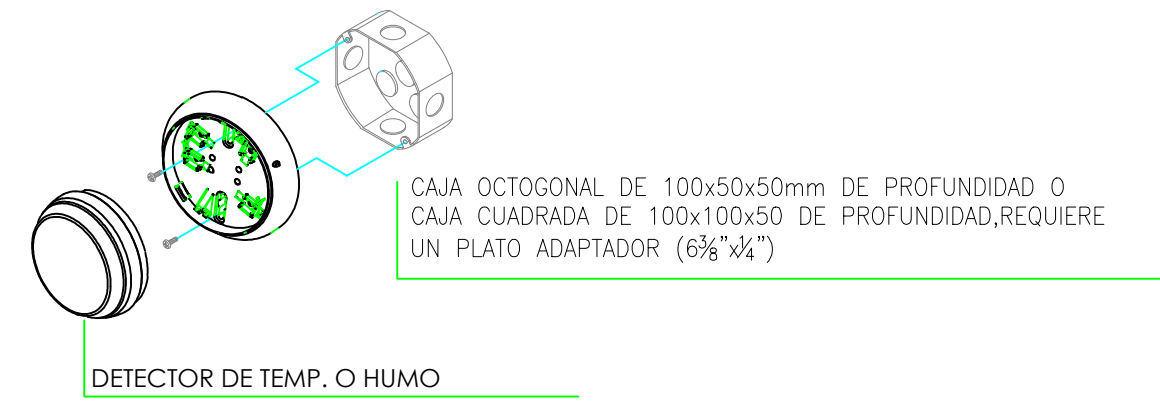 CAJA OCTOGONAL DE 100x50x50mm DE PROFUNDIDAD O
CAJA CUADRADA DE 100x100x50 DE PROFUNDIDAD,REQUIERE
UN PLATO ADAPTADOR (6⅜"x¼")
DETECTOR DE TEMP. O HUMO